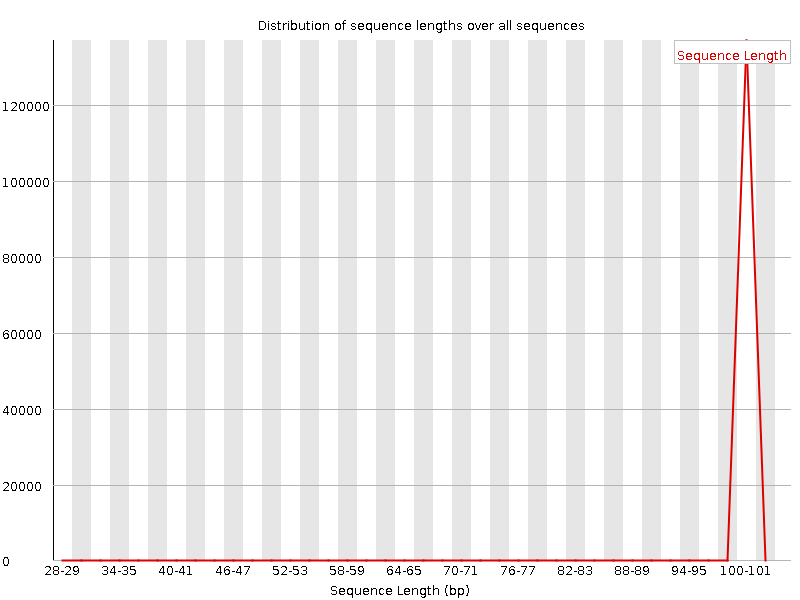 Distribution of sequence lengths over all sequences
Sequence Length
120000
100000
80000
60000
40000
20000
0
28-29 34-35 40-41 46-47 52-53 58-59 64-65 70-71 76-77 82-83 88-89 94-95 100-101
Sequence Length (bp)